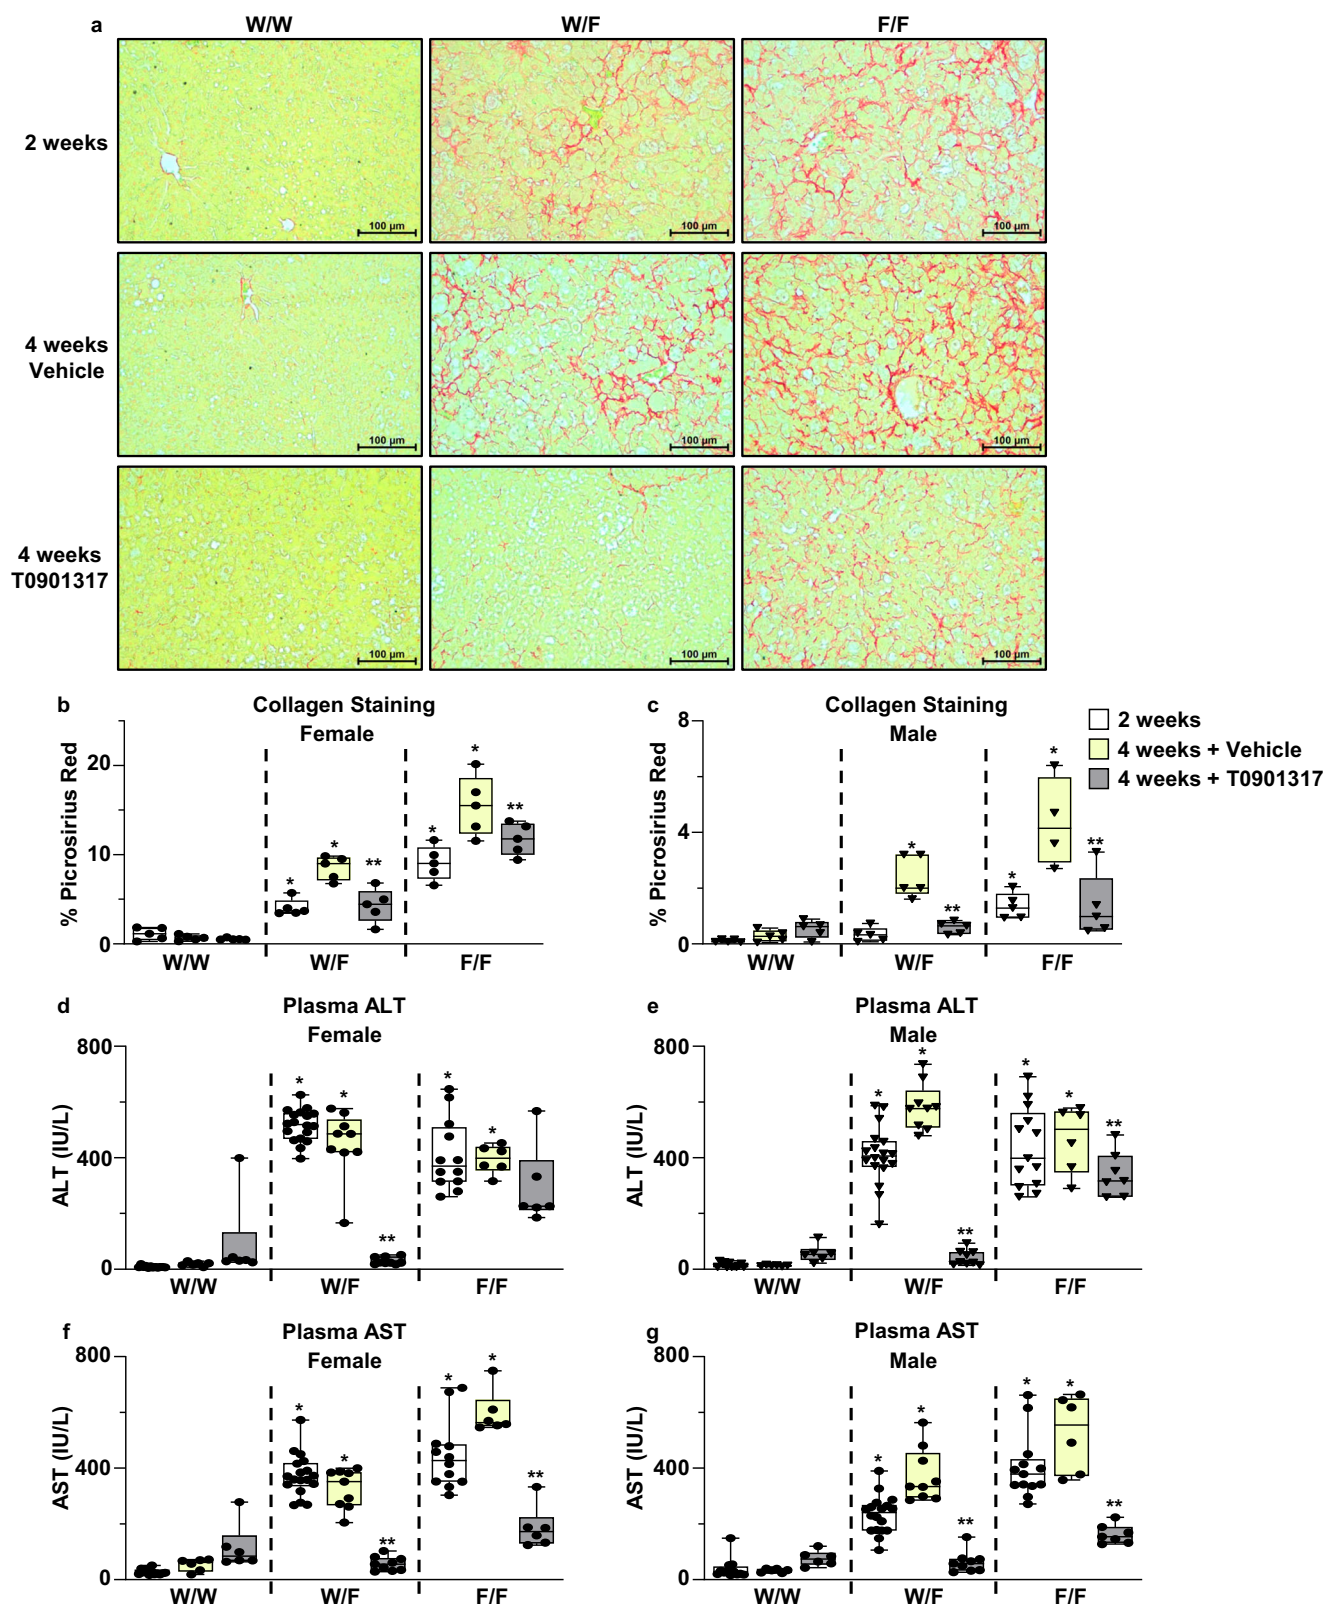 a W/W W/F F/F
2 weeks
100 µm 100 µm 100 µm
4 weeks
Vehicle
100 µm 100 µm 100 µm
4 weeks
T0901317
100 µm 100 µm 100 µm
b Collagen Staining
Female
% Picrosirius Red
20
10
0
* * ** * * **
W/W W/F F/F
c Collagen Staining
Male
% Picrosirius Red
8
4
0
* ** * * **
W/W W/F F/F
2 weeks
4 weeks + Vehicle
4 weeks + T0901317
d Plasma ALT
Female
ALT (IU/L)
800
400
0
* * ** * *
W/W W/F F/F
e Plasma ALT
Male
ALT (IU/L)
800
400
0
* * ** * * **
W/W W/F F/F
f Plasma AST
Female
AST (IU/L)
800
400
0
* * ** * * **
W/W W/F F/F
g Plasma AST
Male
AST (IU/L)
800
400
0
* * ** * * **
W/W W/F F/F